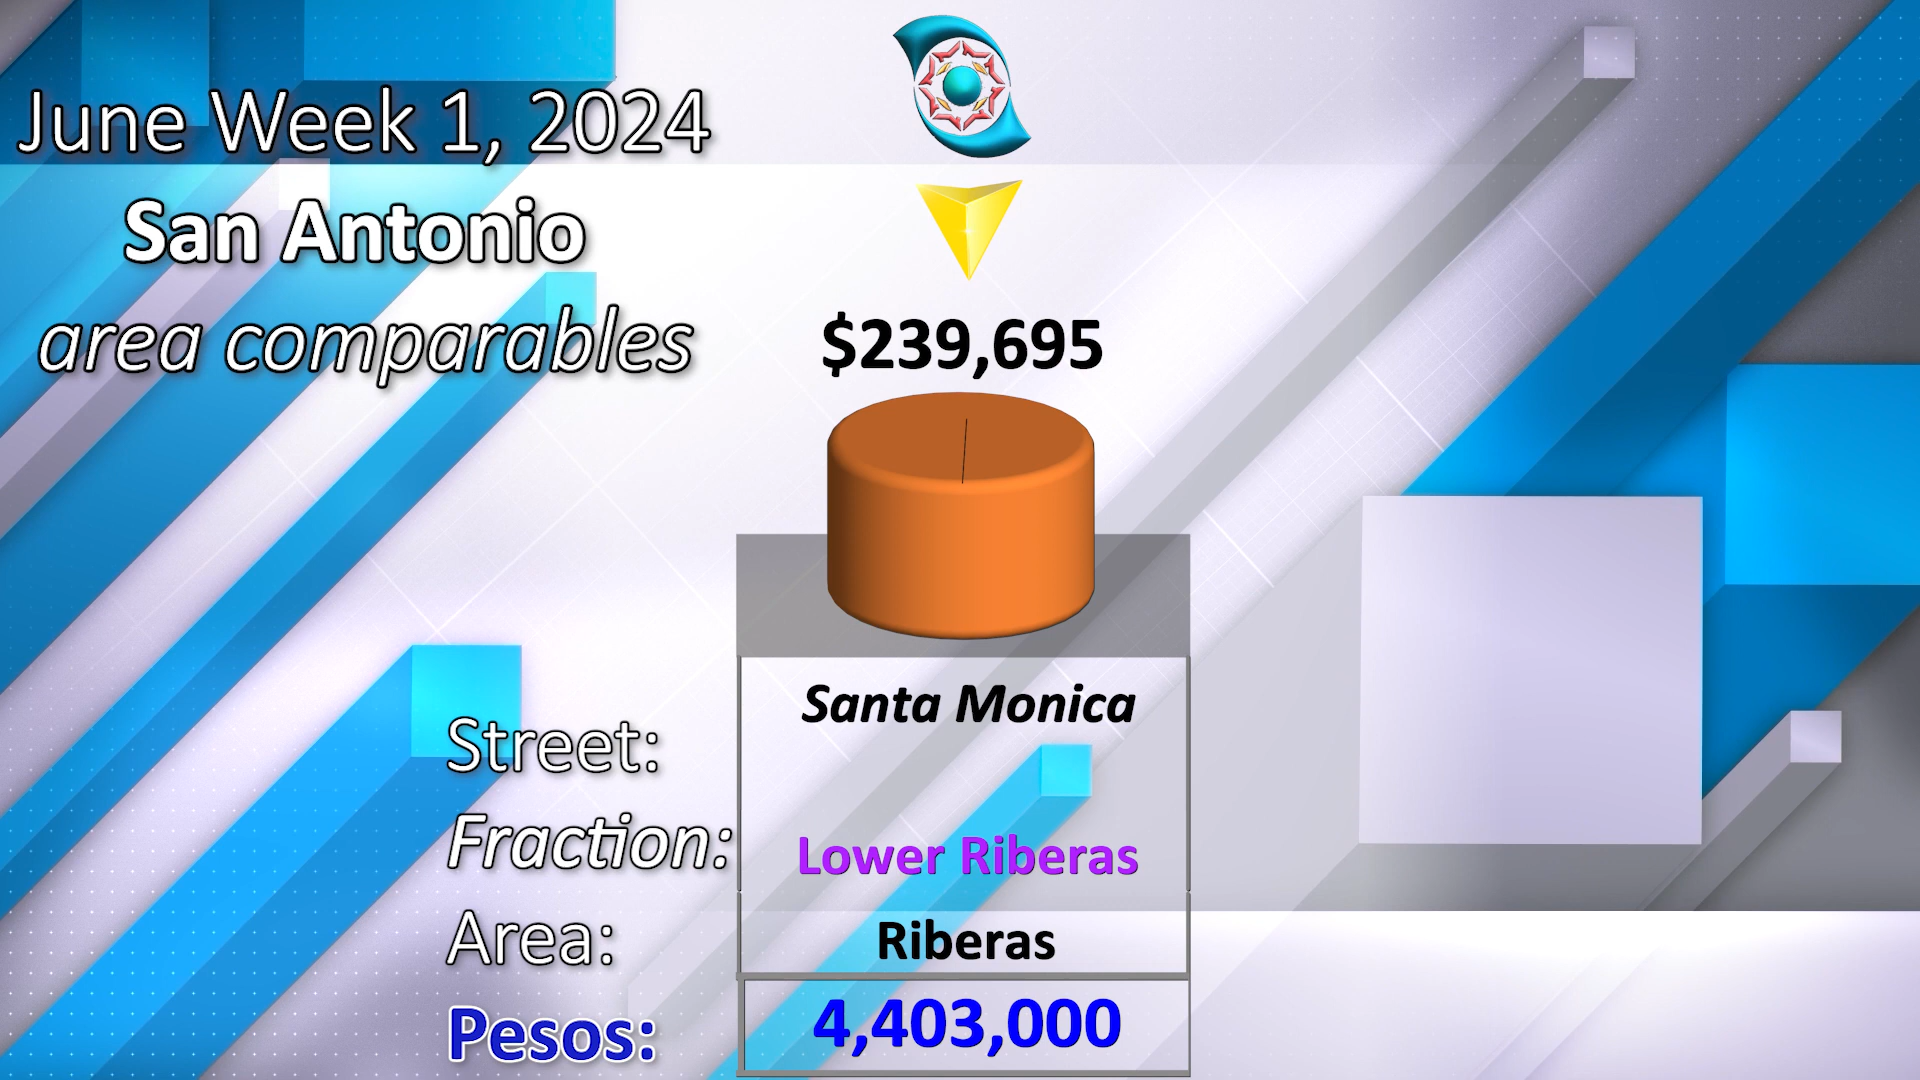 June Week 1, 2024
San Antonio
area comparables
$239,695
Street: Santa Monica
Fraction: Lower Riberas
Area: Riberas
Pesos: 4,403,000